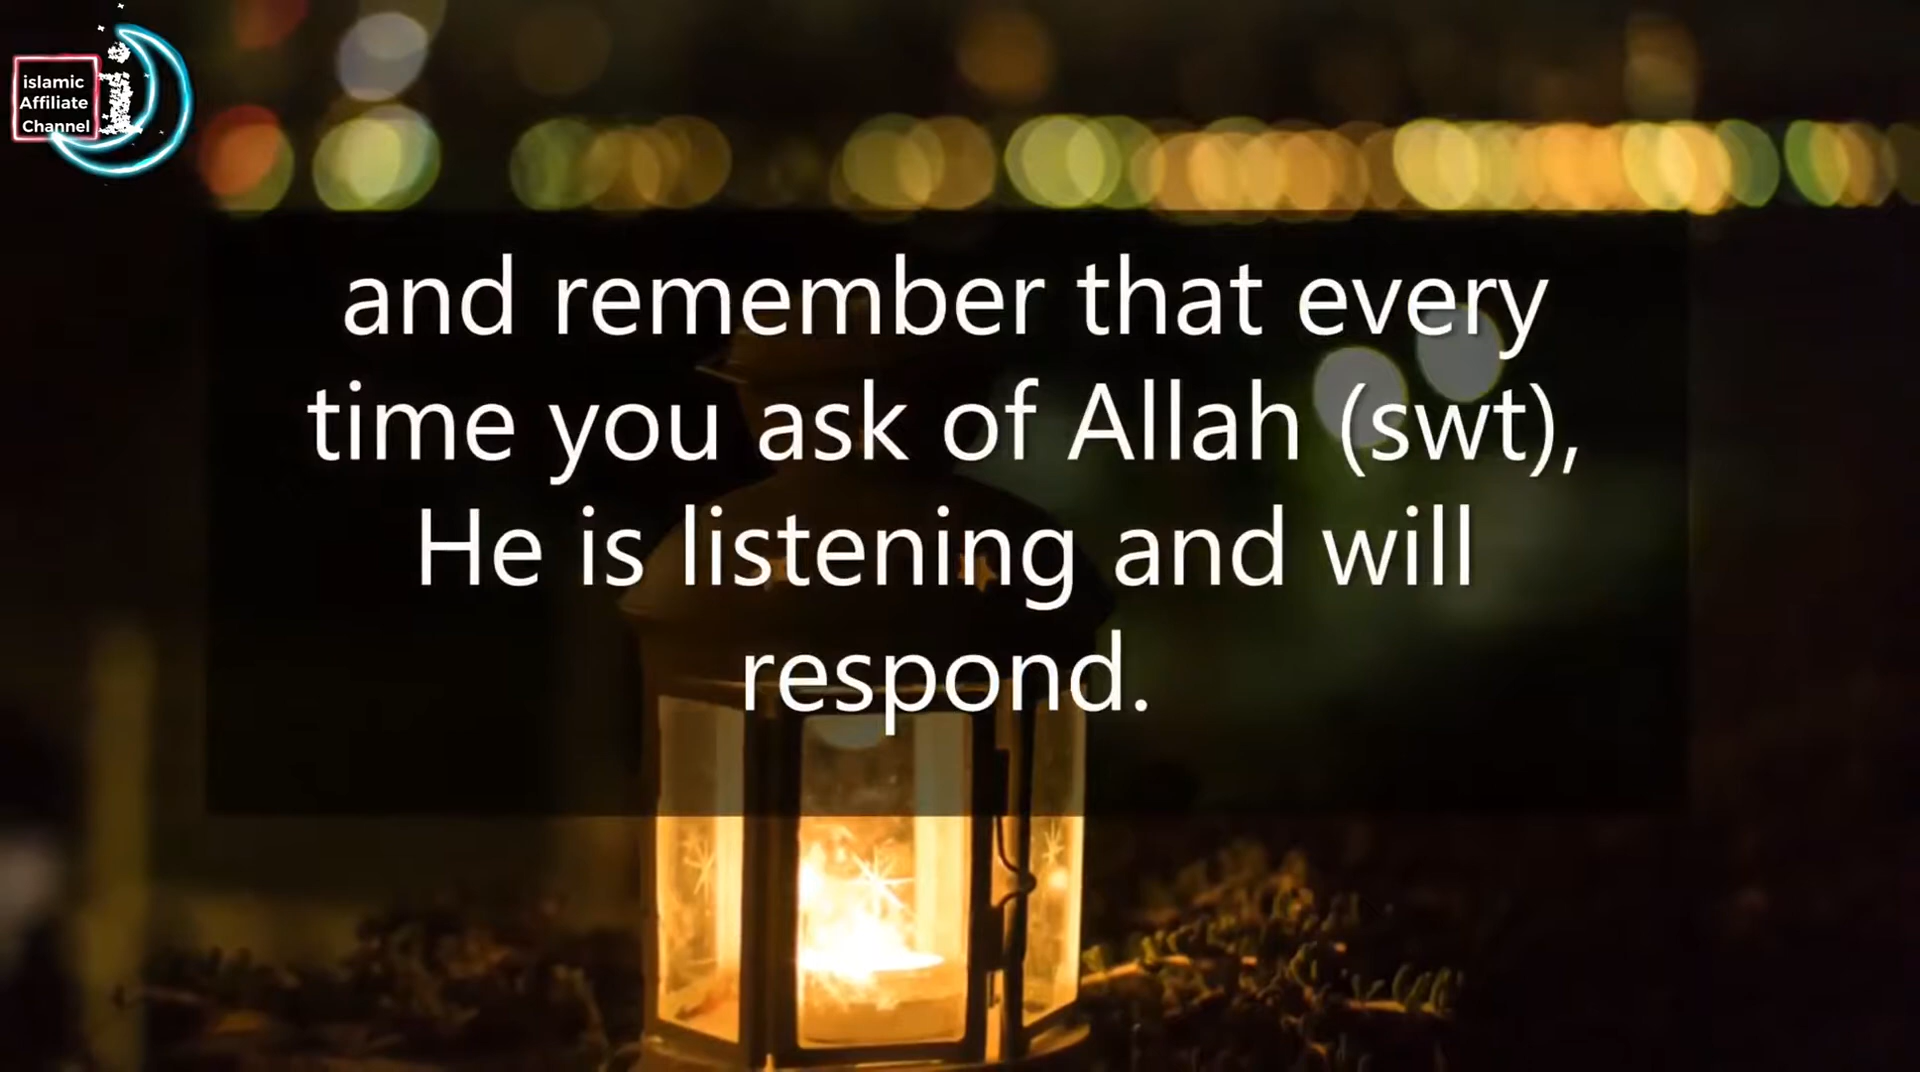 islamic
Affiliate
Channel
and remember that every
time you ask of Allah (swt),
He is listening and will
respond.